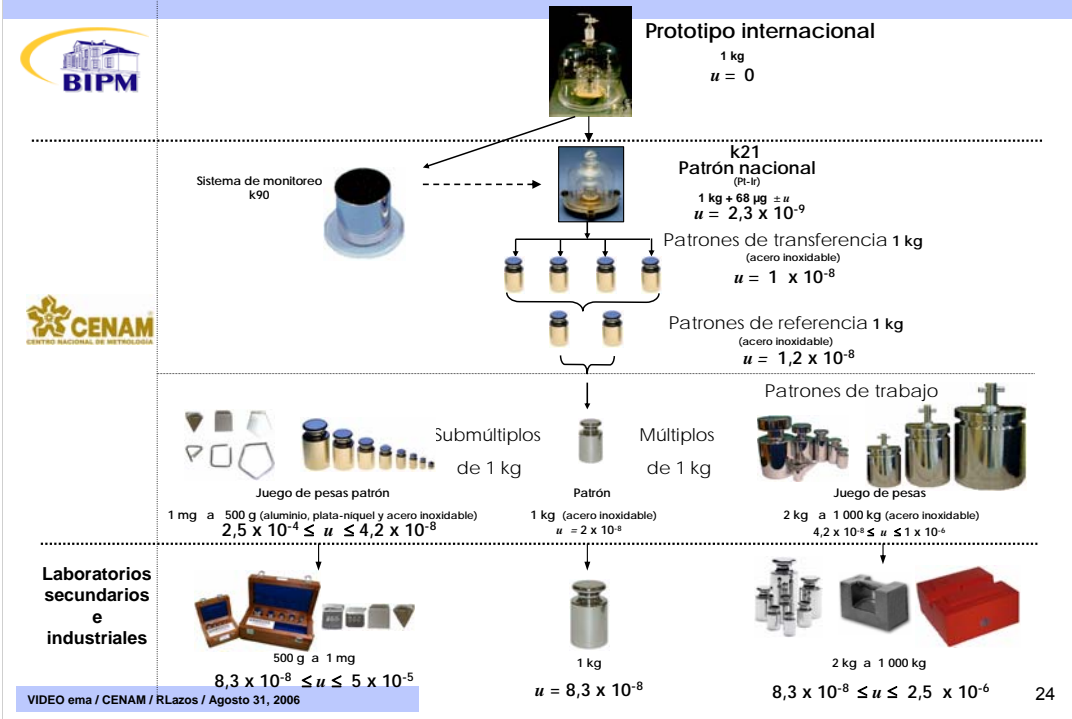 BIPM
Prototipo internacional
1 kg
u = 0
Sistema de monitoreo
k90
k21
Patrón nacional
(Pt-Ir)
1 kg + 68 µg ± u
u = 2,3 x 10⁻⁹
Patrones de transferencia 1 kg
(acero inoxidable)
u = 1 x 10⁻⁸
CENAM
CENTRO NACIONAL DE METROLOGÍA
Patrones de referencia 1 kg
(acero inoxidable)
u = 1,2 x 10⁻⁸
Patrones de trabajo
Submúltiplos
de 1 kg
Múltiplos
de 1 kg
Juego de pesas patrón
1 mg a 500 g (aluminio, plata-níquel y acero inoxidable)
2,5 x 10⁻⁴ ≤ u ≤ 4,2 x 10⁻⁸
Patrón
1 kg (acero inoxidable)
u = 2 x 10⁻⁸
Juego de pesas
2 kg a 1 000 kg (acero inoxidable)
4,2 x 10⁻⁸ ≤ u ≤ 1 x 10⁻⁶
Laboratorios
secundarios
e
industriales
500 g a 1 mg
8,3 x 10⁻⁸ ≤ u ≤ 5 x 10⁻⁵
1 kg
u = 8,3 x 10⁻⁸
2 kg a 1 000 kg
8,3 x 10⁻⁸ ≤ u ≤ 2,5 x 10⁻⁶
VIDEO ema / CENAM / RLazos / Agosto 31, 2006
24